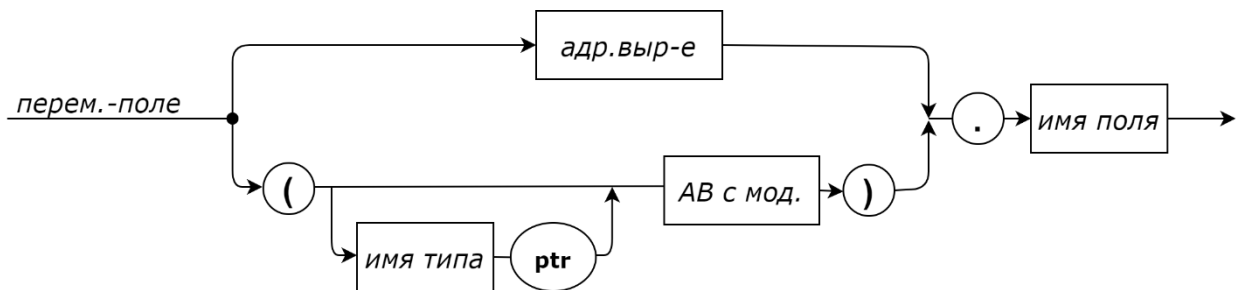 адр.выр-е
перем.-поле
.
имя поля
(
АВ с мод.
)
имя типа
ptr